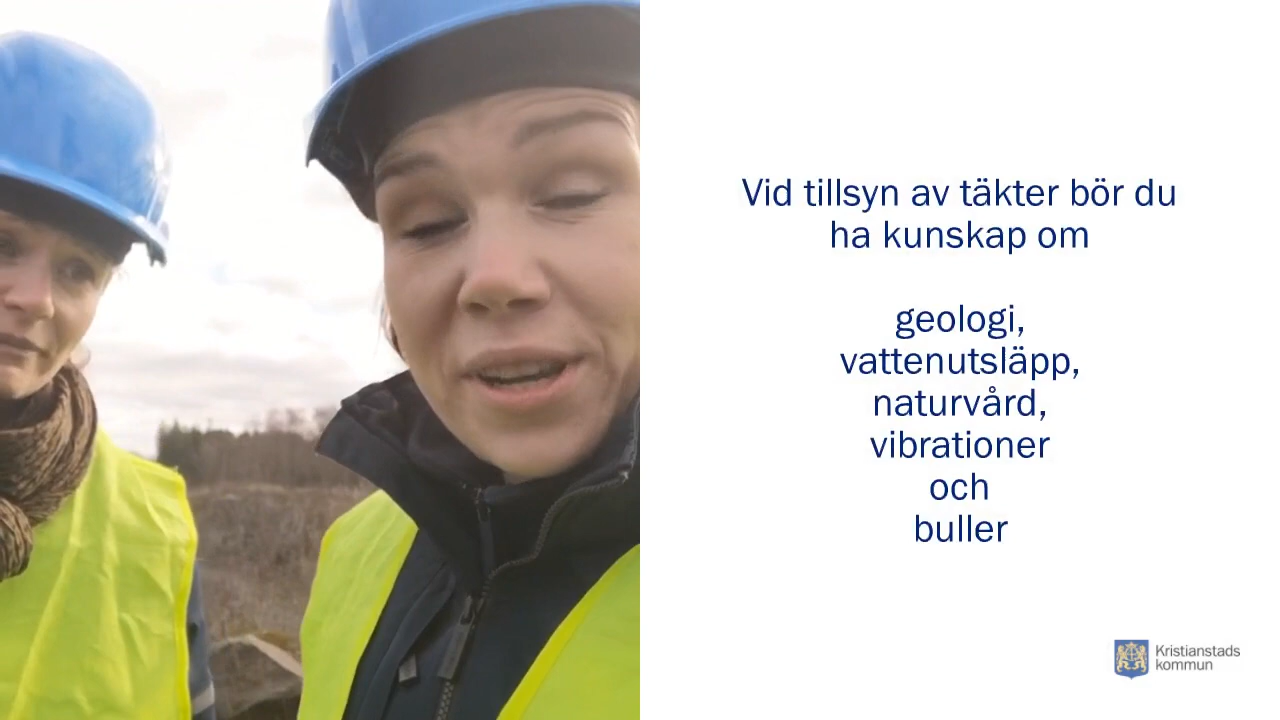 Vid tillsyn av täkter bör du
ha kunskap om
geologi,
vattenutsläpp,
naturvård,
vibrationer
och
buller
Kristianstads
kommun